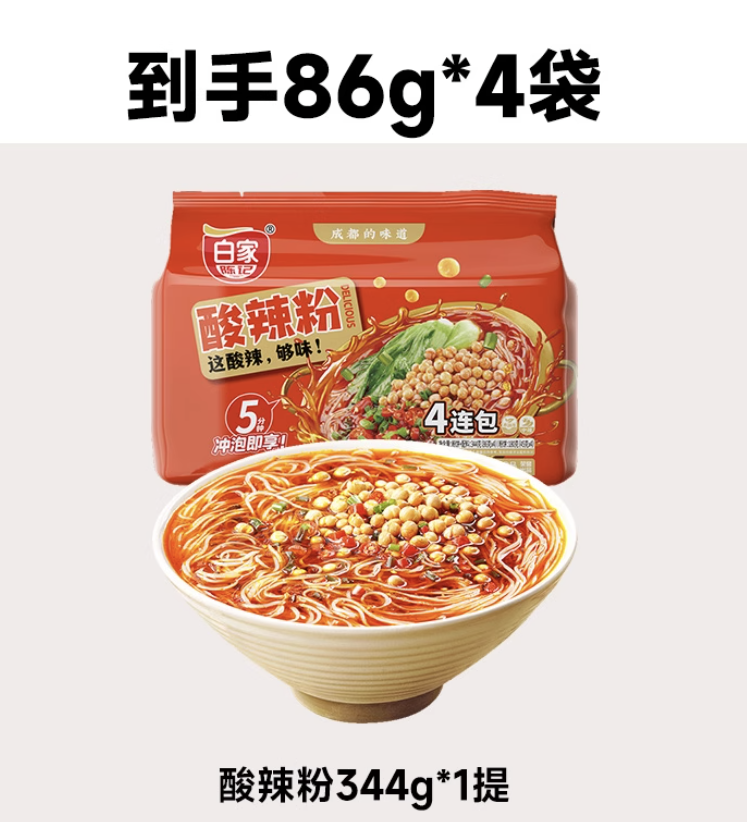 到手86g*4袋
白家
陈记
®
成都的味道
酸辣粉
DELICIOUS
这酸辣，够味！
5分钟
冲泡即享！
4连包
酸辣粉344g*1提